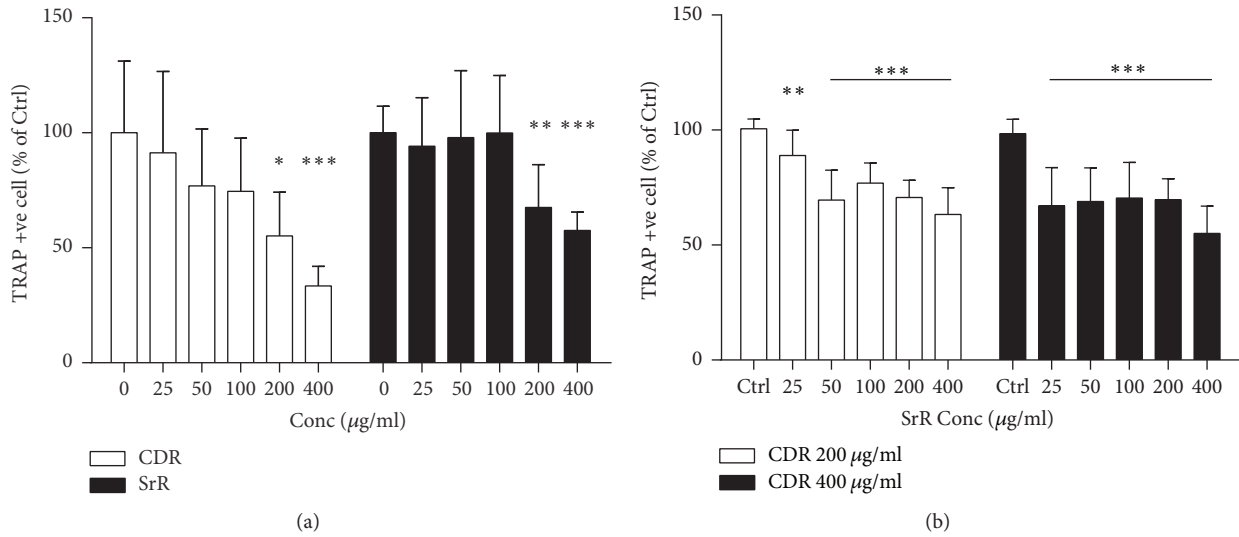 150
100
50
0
TRAP +ve cell (% of Ctrl)
* *** ** ***
0 25 50 100 200 400 0 25 50 100 200 400
Conc (μg/ml)
CDR
SrR
(a)
150
100
50
0
TRAP +ve cell (% of Ctrl)
** *** ***
Ctrl 25 50 100 200 400 Ctrl 25 50 100 200 400
SrR Conc (μg/ml)
CDR 200 μg/ml
CDR 400 μg/ml
(b)